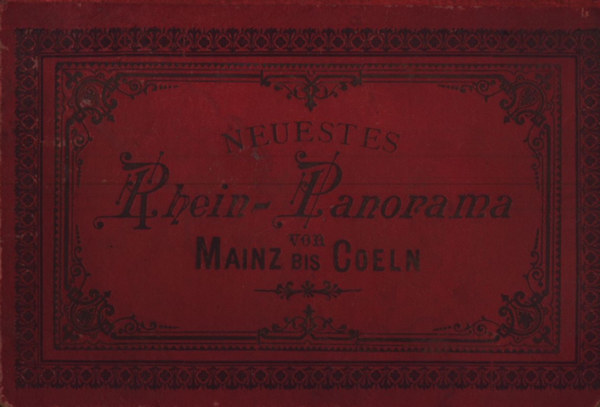 NEUESTES
Rhein-Panorama
von
MAINZ BIS COELN